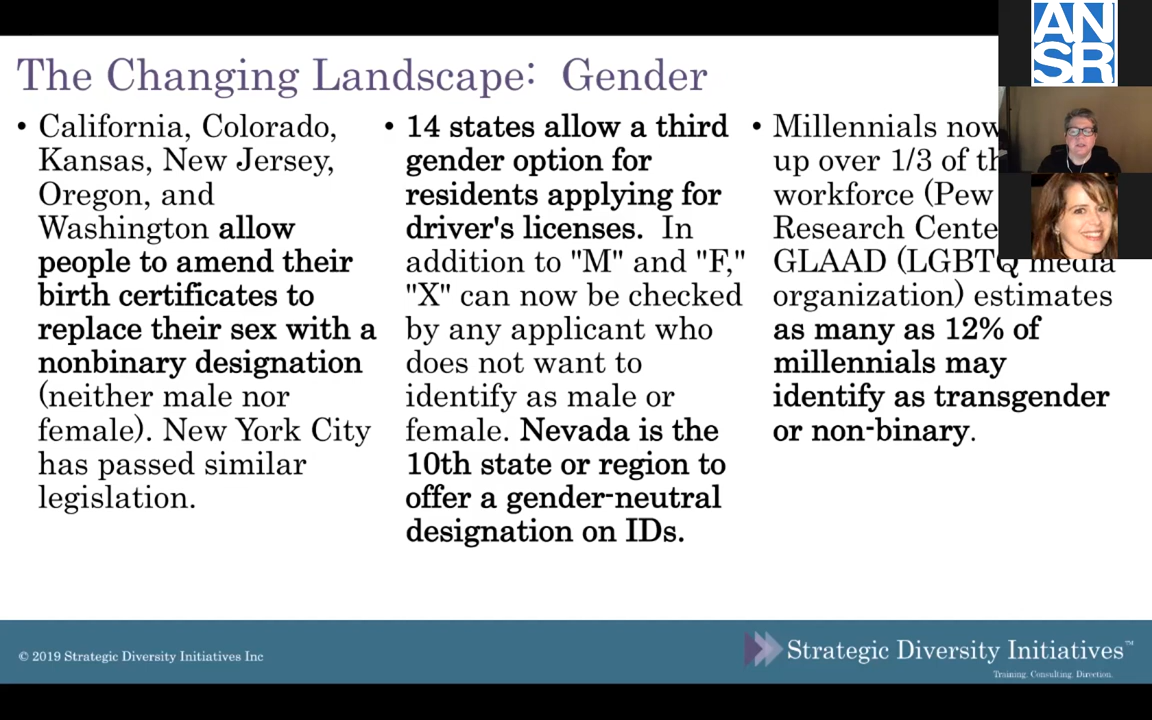 The Changing Landscape: Gender
• California, Colorado,
Kansas, New Jersey,
Oregon, and
Washington allow
people to amend their
birth certificates to
replace their sex with a
nonbinary designation
(neither male nor
female). New York City
has passed similar
legislation.
• 14 states allow a third
gender option for
residents applying for
driver's licenses. In
addition to "M" and "F,"
"X" can now be checked
by any applicant who
does not want to
identify as male or
female. Nevada is the
10th state or region to
offer a gender-neutral
designation on IDs.
• Millennials now
up over 1/3 of
workforce (Pew
Research
GLAAD (LGBTQ media
organization) estimates
as many as 12% of
millennials may
identify as transgender
or non-binary.
ANSR
© 2019 Strategic Diversity Initiatives Inc
Strategic Diversity Initiatives™
Training. Consulting. Direction.